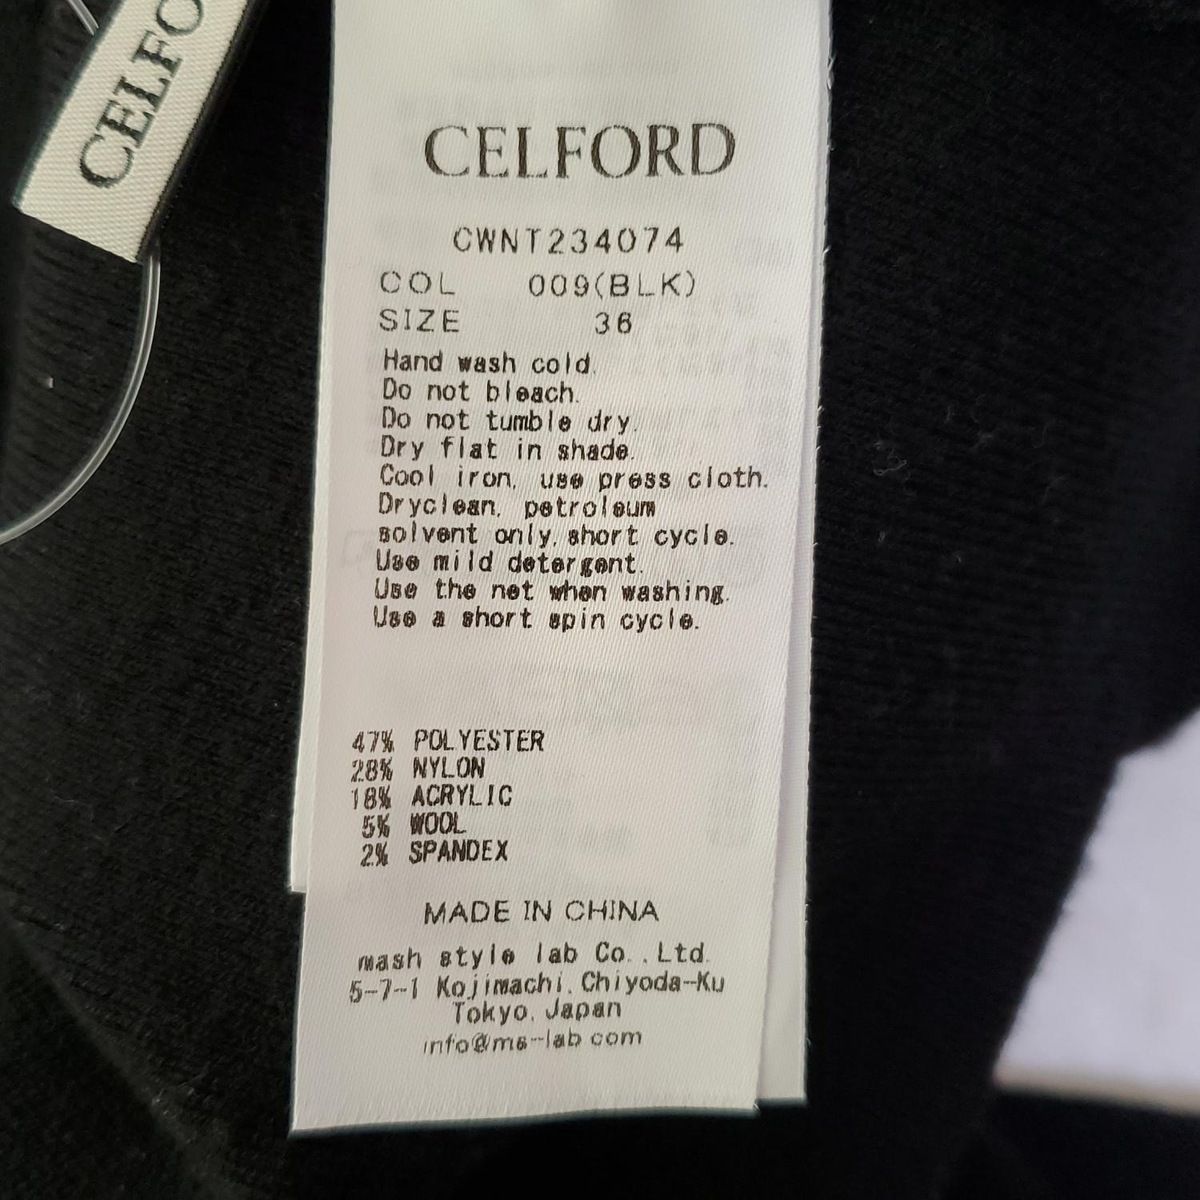 CELFO
CELFORD
CWNT234074
COL 009(BLK)
SIZE 36
Hand wash cold.
Do not bleach.
Do not tumble dry.
Dry flat in shade.
Cool iron, use press cloth.
Dryclean, petroleum
solvent only, short cycle.
Use mild detergent.
Use the net when washing.
Use a short spin cycle.
47% POLYESTER
28% NYLON
18% ACRYLIC
5% WOOL
2% SPANDEX
MADE IN CHINA
mash style lab Co.,Ltd.
5-7-1 Kojimachi, Chiyoda-Ku
Tokyo, Japan
info@ms-lab.com